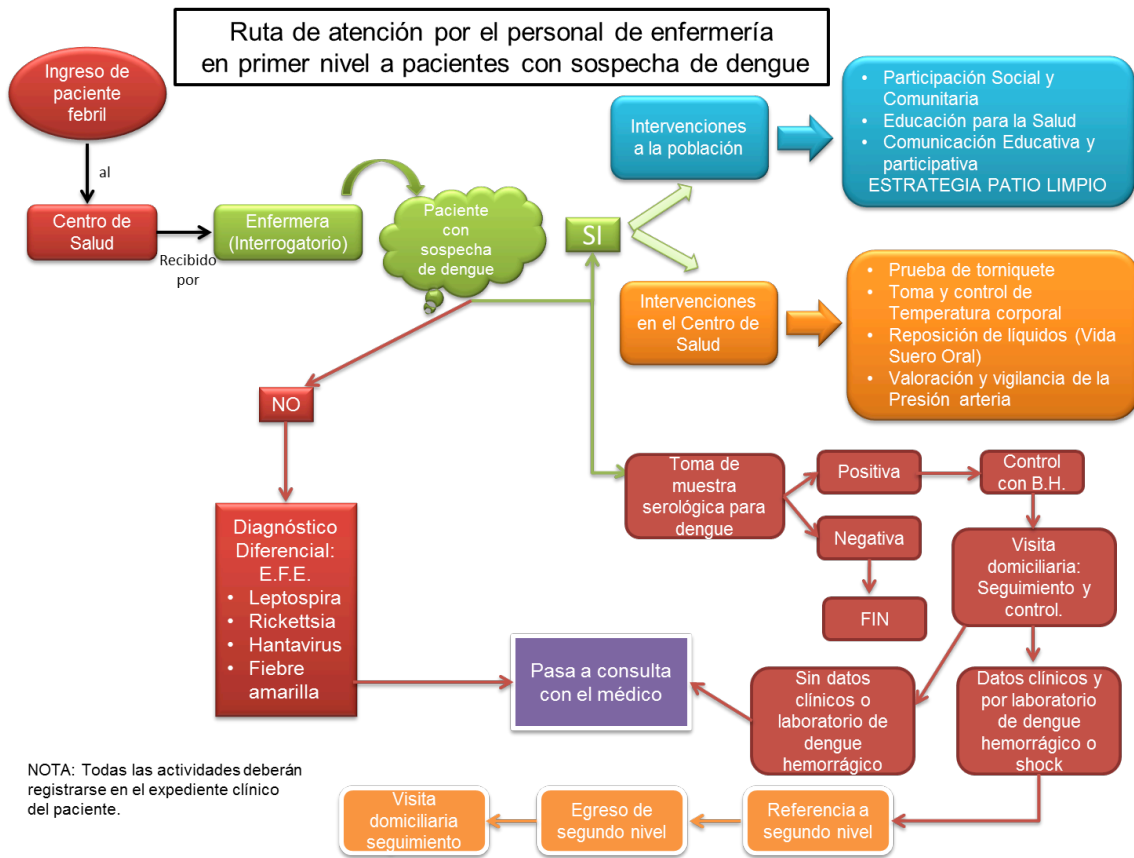 Ruta de atención por el personal de enfermería
en primer nivel a pacientes con sospecha de dengue
Ingreso de
paciente
febril
al
Centro de
Salud
Recibido
por
Enfermera
(Interrogatorio)
Paciente
con
sospecha
de dengue
SI
Intervenciones
a la población
• Participación Social y
Comunitaria
• Educación para la Salud
• Comunicación Educativa y
participativa
ESTRATEGIA PATIO LIMPIO
Intervenciones
en el Centro de
Salud
• Prueba de torniquete
• Toma y control de
Temperatura corporal
• Reposición de líquidos (Vida
Suero Oral)
• Valoración y vigilancia de la
Presión arteria
NO
Diagnóstico
Diferencial:
E.F.E.
• Leptospira
• Rickettsia
• Hantavirus
• Fiebre
amarilla
Toma de
muestra
serológica para
dengue
Positiva
Control
con B.H.
Negativa
FIN
Visita
domiciliaria:
Seguimiento y
control.
Pasa a consulta
con el médico
Sin datos
clínicos o
laboratorio de
dengue
hemorrágico
Datos clínicos y
por laboratorio
de dengue
hemorrágico o
shock
NOTA: Todas las actividades deberán
registrarse en el expediente clínico
del paciente.
Visita
domiciliaria
seguimiento
Egreso de
segundo nivel
Referencia a
segundo nivel